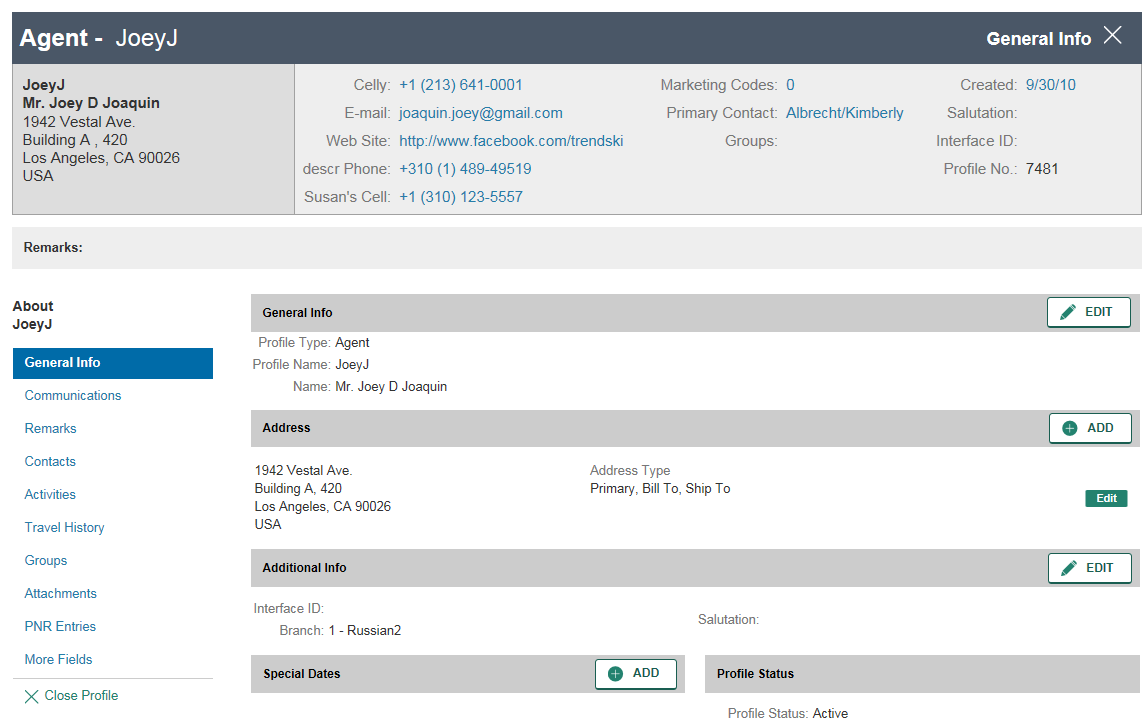 Agent - JoeyJ
General Info
JoeyJ
Mr. Joey D Joaquin
1942 Vestal Ave.
Building A , 420
Los Angeles, CA 90026
USA
Celly: +1 (213) 641-0001
E-mail: joaquin.joey@gmail.com
Web Site: http://www.facebook.com/trendski
descr Phone: +310 (1) 489-49519
Susan's Cell: +1 (310) 123-5557
Marketing Codes: 0
Primary Contact: Albrecht/Kimberly
Groups:
Created: 9/30/10
Salutation:
Interface ID:
Profile No.: 7481
Remarks:
About
JoeyJ
General Info
Communications
Remarks
Contacts
Activities
Travel History
Groups
Attachments
PNR Entries
More Fields
Close Profile
General Info
EDIT
Profile Type: Agent
Profile Name: JoeyJ
Name: Mr. Joey D Joaquin
Address
ADD
1942 Vestal Ave.
Building A, 420
Los Angeles, CA 90026
USA
Address Type
Primary, Bill To, Ship To
Edit
Additional Info
EDIT
Interface ID:
Branch: 1 - Russian2
Salutation:
Special Dates
ADD
Profile Status
Profile Status: Active